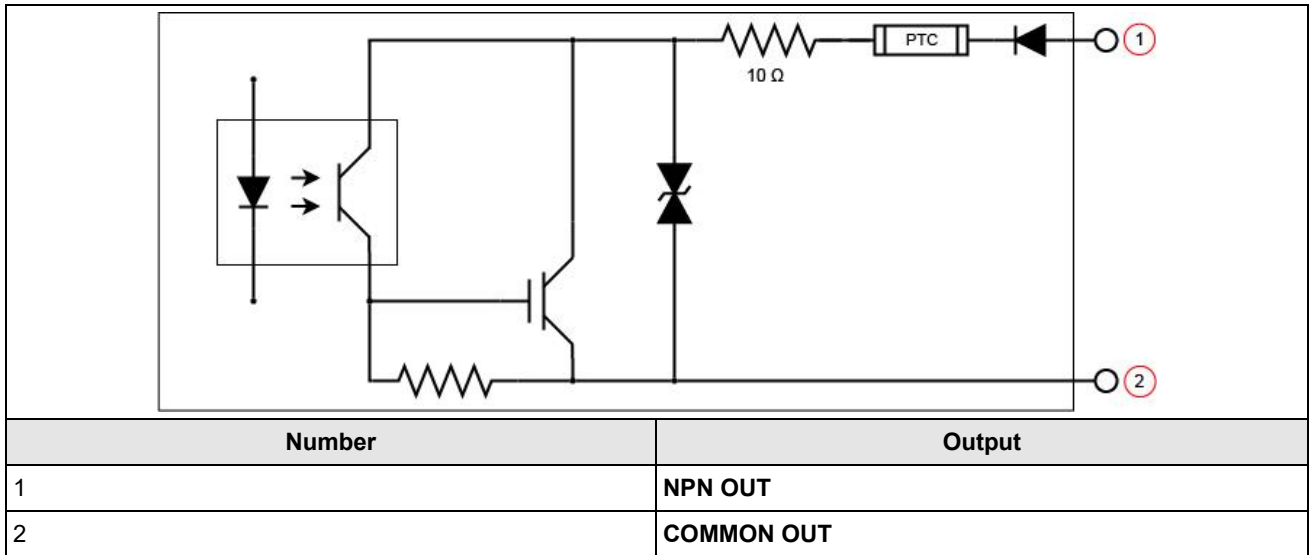 PTC
1
10 Ω
2
Number Output
1 NPN OUT
2 COMMON OUT